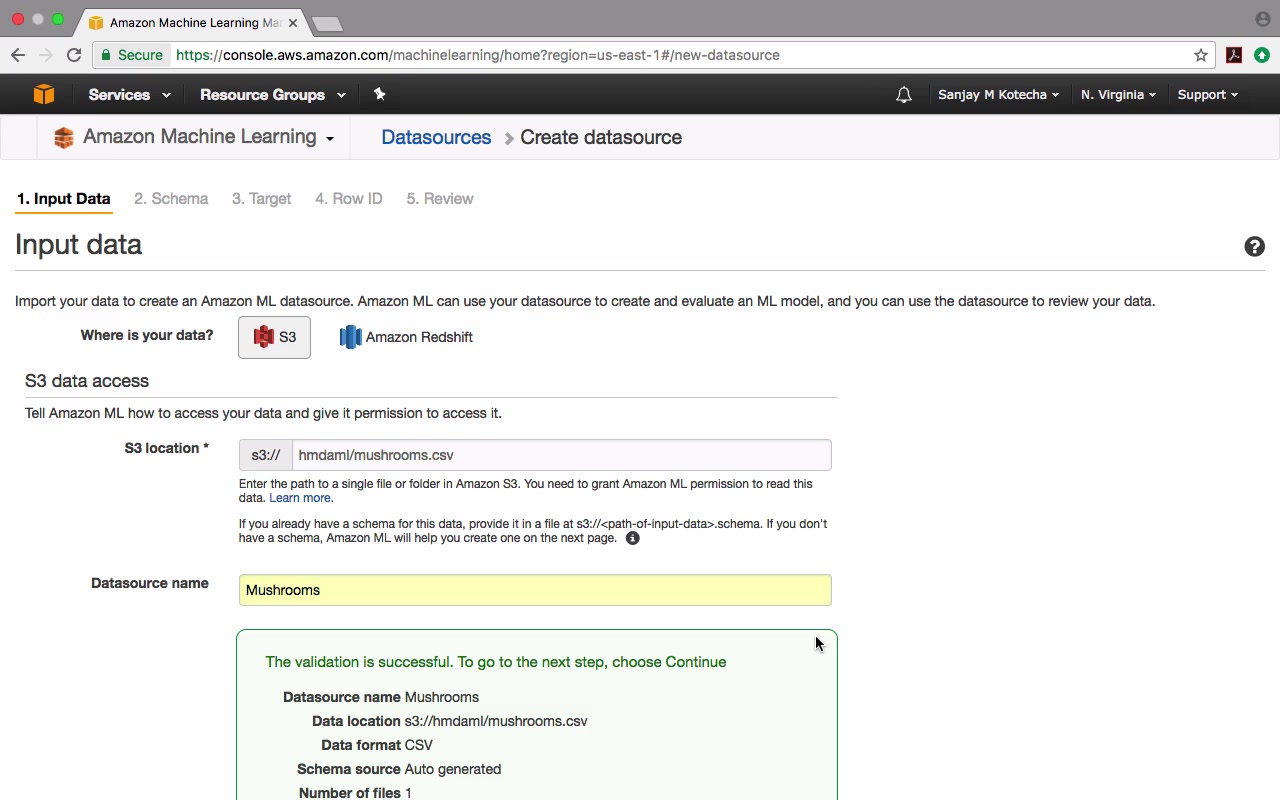 Amazon Machine Learning Ma
Secure https://console.aws.amazon.com/machinelearning/home?region=us-east-1#/new-datasource
Services Resource Groups Sanjay M Kotecha N. Virginia Support
Amazon Machine Learning Datasources Create datasource
1. Input Data 2. Schema 3. Target 4. Row ID 5. Review
Input data
Import your data to create an Amazon ML datasource. Amazon ML can use your datasource to create and evaluate an ML model, and you can use the datasource to review your data.
Where is your data? S3 Amazon Redshift
S3 data access
Tell Amazon ML how to access your data and give it permission to access it.
S3 location * s3:// hmdaml/mushrooms.csv
Enter the path to a single file or folder in Amazon S3. You need to grant Amazon ML permission to read this
data. Learn more.
If you already have a schema for this data, provide it in a file at s3://<path-of-input-data>.schema. If you don't
have a schema, Amazon ML will help you create one on the next page.
Datasource name Mushrooms
The validation is successful. To go to the next step, choose Continue
Datasource name Mushrooms
Data location s3://hmdaml/mushrooms.csv
Data format CSV
Schema source Auto generated
Number of files 1